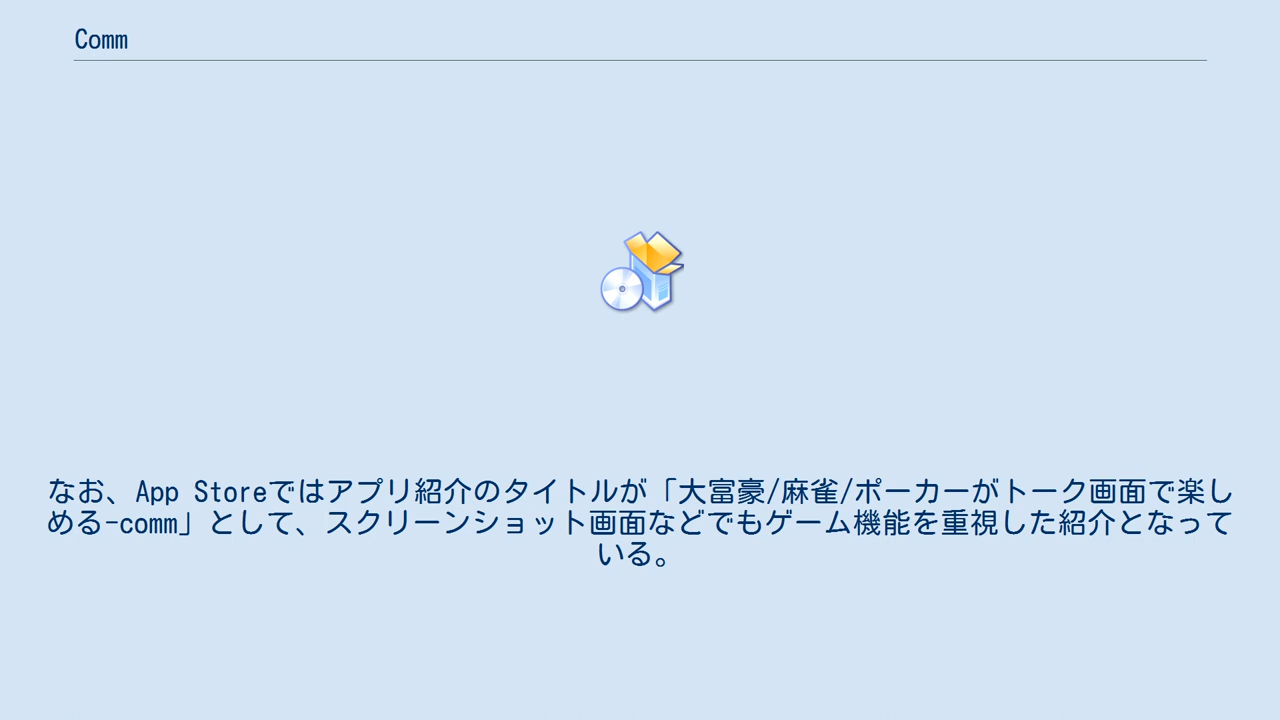 Comm
なお、App Storeではアプリ紹介のタイトルが「大富豪/麻雀/ポーカーがトーク画面で楽し
める-comm」として、スクリーンショット画面などでもゲーム機能を重視した紹介となって
いる。